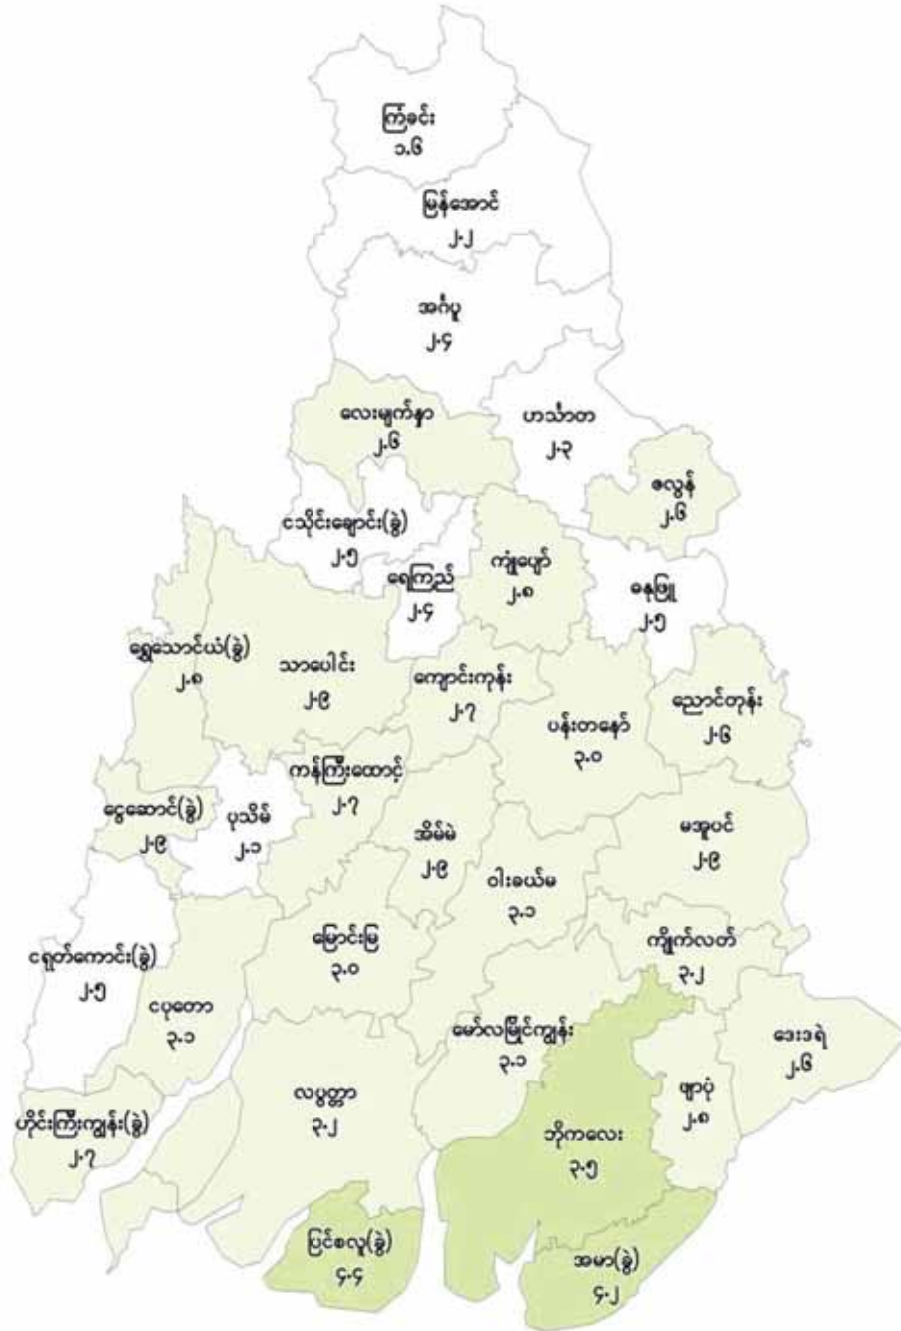 ကြံခင်း
၁.၆
မြန်အောင်
၂.၂
အင်္ဂပူ
၂.၄
လေးမျက်နှာ
၂.၆
ဟင်္သာတ
၂.၃
ဇလွန်
၂.၆
ငသိုင်းချောင်း(ခွဲ)
၂.၅
ရေကြည်
၂.၄
ကျုံပျော်
၂.၈
ဓနုဖြူ
၂.၅
ရွှေသောင်ယံ(ခွဲ)
၂.၈
သာပေါင်း
၂.၉
ကျောင်းကုန်း
၂.၇
ပန်းတနော်
၃.၀
ညောင်တုန်း
၂.၆
ငွေဆောင်(ခွဲ)
၂.၉
ပုသိမ်
၂.၁
ကန်ကြီးထောင့်
၂.၇
အိမ်မဲ
၂.၉
ဝါးခယ်မ
၃.၁
မအူပင်
၂.၉
ငရုတ်ကောင်း(ခွဲ)
၂.၅
ငပုတော
၃.၁
မြောင်းမြ
၃.၀
ကျိုက်လတ်
၃.၂
မော်လမြိုင်ကျွန်း
၃.၁
ဒေးဒရဲ
၂.၆
ဟိုင်းကြီးကျွန်း(ခွဲ)
၂.၇
လပွတ္တာ
၃.၂
ဖျာပုံ
၂.၈
ဘိုကလေး
၃.၅
ပြင်စလူ(ခွဲ)
၄.၄
အမာ(ခွဲ)
၄.၂